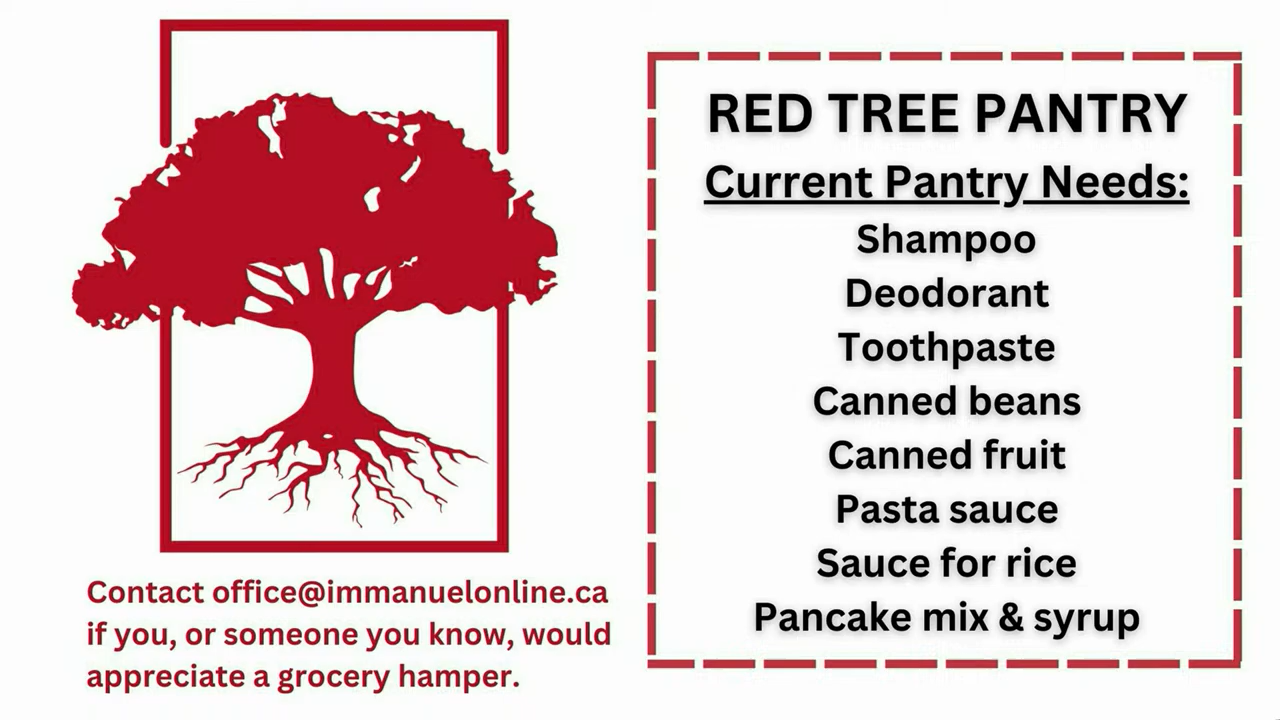 RED TREE PANTRY
Current Pantry Needs:
Shampoo
Deodorant
Toothpaste
Canned beans
Canned fruit
Pasta sauce
Sauce for rice
Pancake mix & syrup
Contact office@immanuelonline.ca
if you, or someone you know, would
appreciate a grocery hamper.